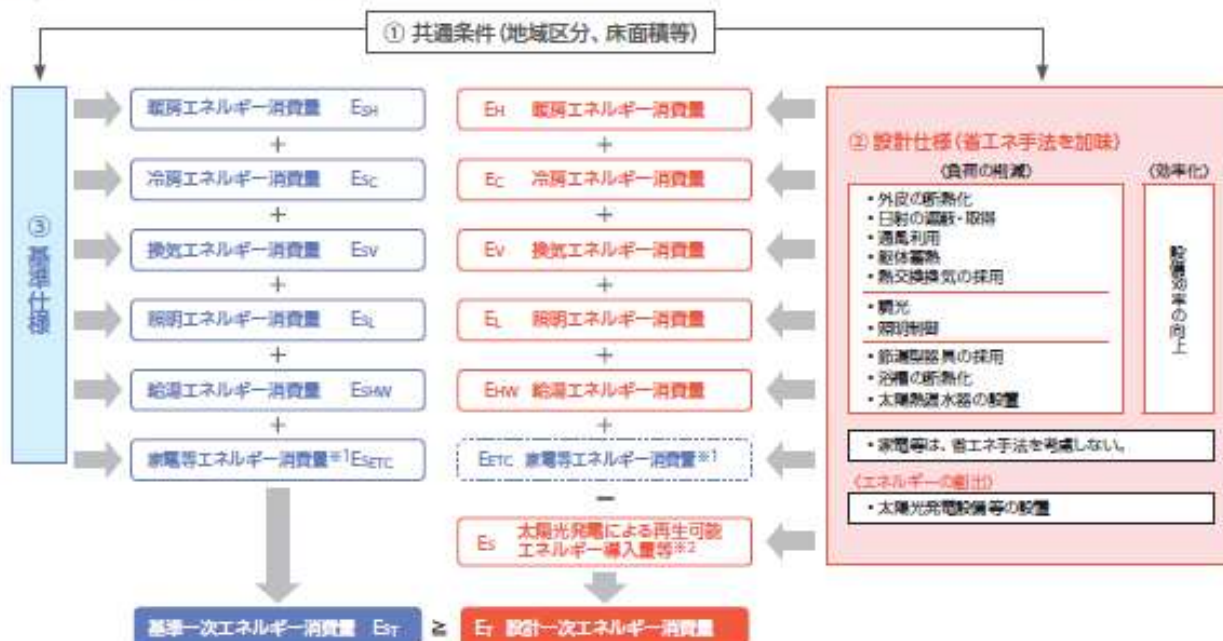 ① 共通条件（地域区分、床面積等）
③ 基準仕様
暖房エネルギー消費量 ESH
+
冷房エネルギー消費量 ESC
+
換気エネルギー消費量 ESV
+
照明エネルギー消費量 ESL
+
給湯エネルギー消費量 ESHW
+
家電等エネルギー消費量※1 ESETC
基準一次エネルギー消費量 EST
≧
EH 暖房エネルギー消費量
+
EC 冷房エネルギー消費量
+
EV 換気エネルギー消費量
+
EL 照明エネルギー消費量
+
EHW 給湯エネルギー消費量
+
EETC 家電等エネルギー消費量※1
−
ES 太陽光発電による再生可能
エネルギー導入量等※2
ET 設計一次エネルギー消費量
② 設計仕様（省エネ手法を加味）
〈負荷の削減〉
・外皮の断熱化
・日射の遮蔽・取得
・通風利用
・躯体蓄熱
・熱交換換気の採用
・調光
・照明制御
・節湯型器具の採用
・浴槽の断熱化
・太陽熱温水器の設置
〈効率化〉
設備効率の向上
・家電等は、省エネ手法を考慮しない。
〈エネルギーの創出〉
・太陽光発電設備等の設置